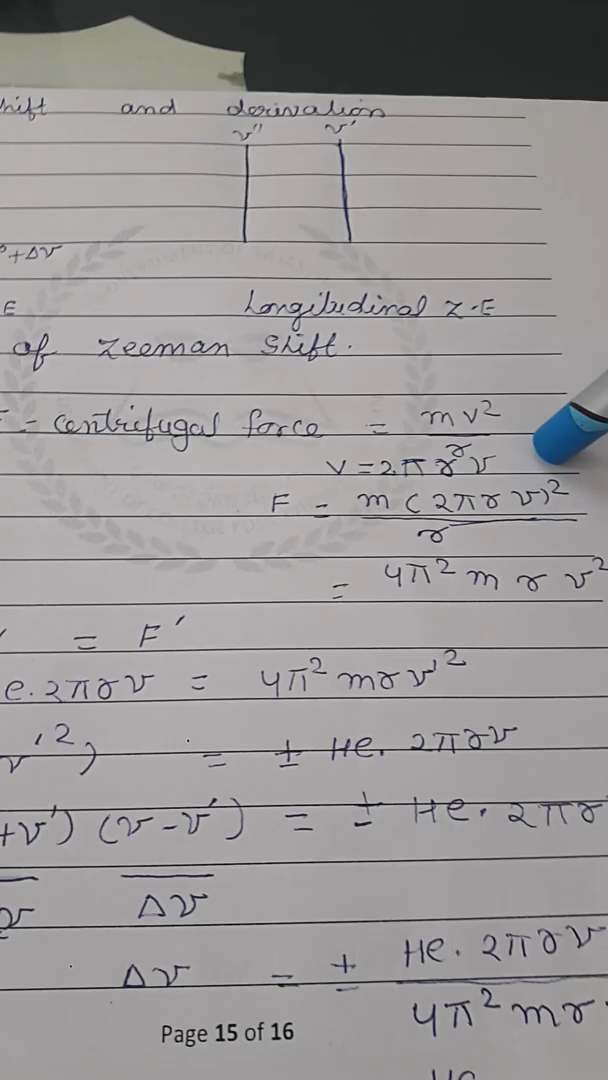 hift and derivation
ν'' ν'
+Δν
E Longitudinal Z.E
of Zeeman Shift.
- centrifugal force = mv²/r
v = 2πrν
F = m(2πrν)²/r
= 4π² m r ν²
= F'
e. 2πrν = 4π² mrν'²
ν'²) = ± He. 2πrν
+ν') (ν-ν') = ± He. 2πr
ν Δν
Δν = ± He. 2πrν/4π² mr
Page 15 of 16